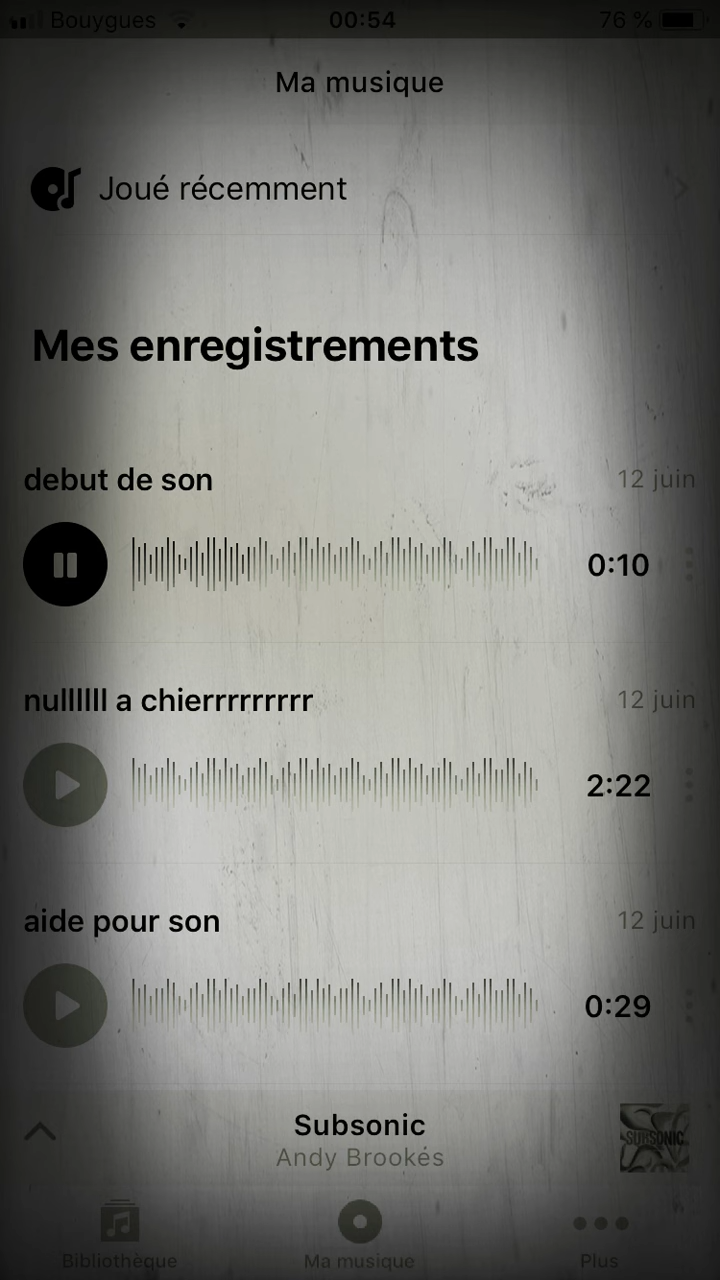 Bouygues 00:54 76 %
Ma musique
Joué récemment
Mes enregistrements
debut de son 12 juin
0:10
nullllll a chierrrrrrrrr 12 juin
2:22
aide pour son 12 juin
0:29
Subsonic
Andy Brookes
SUBSONIC
Bibliothèque Ma musique Plus